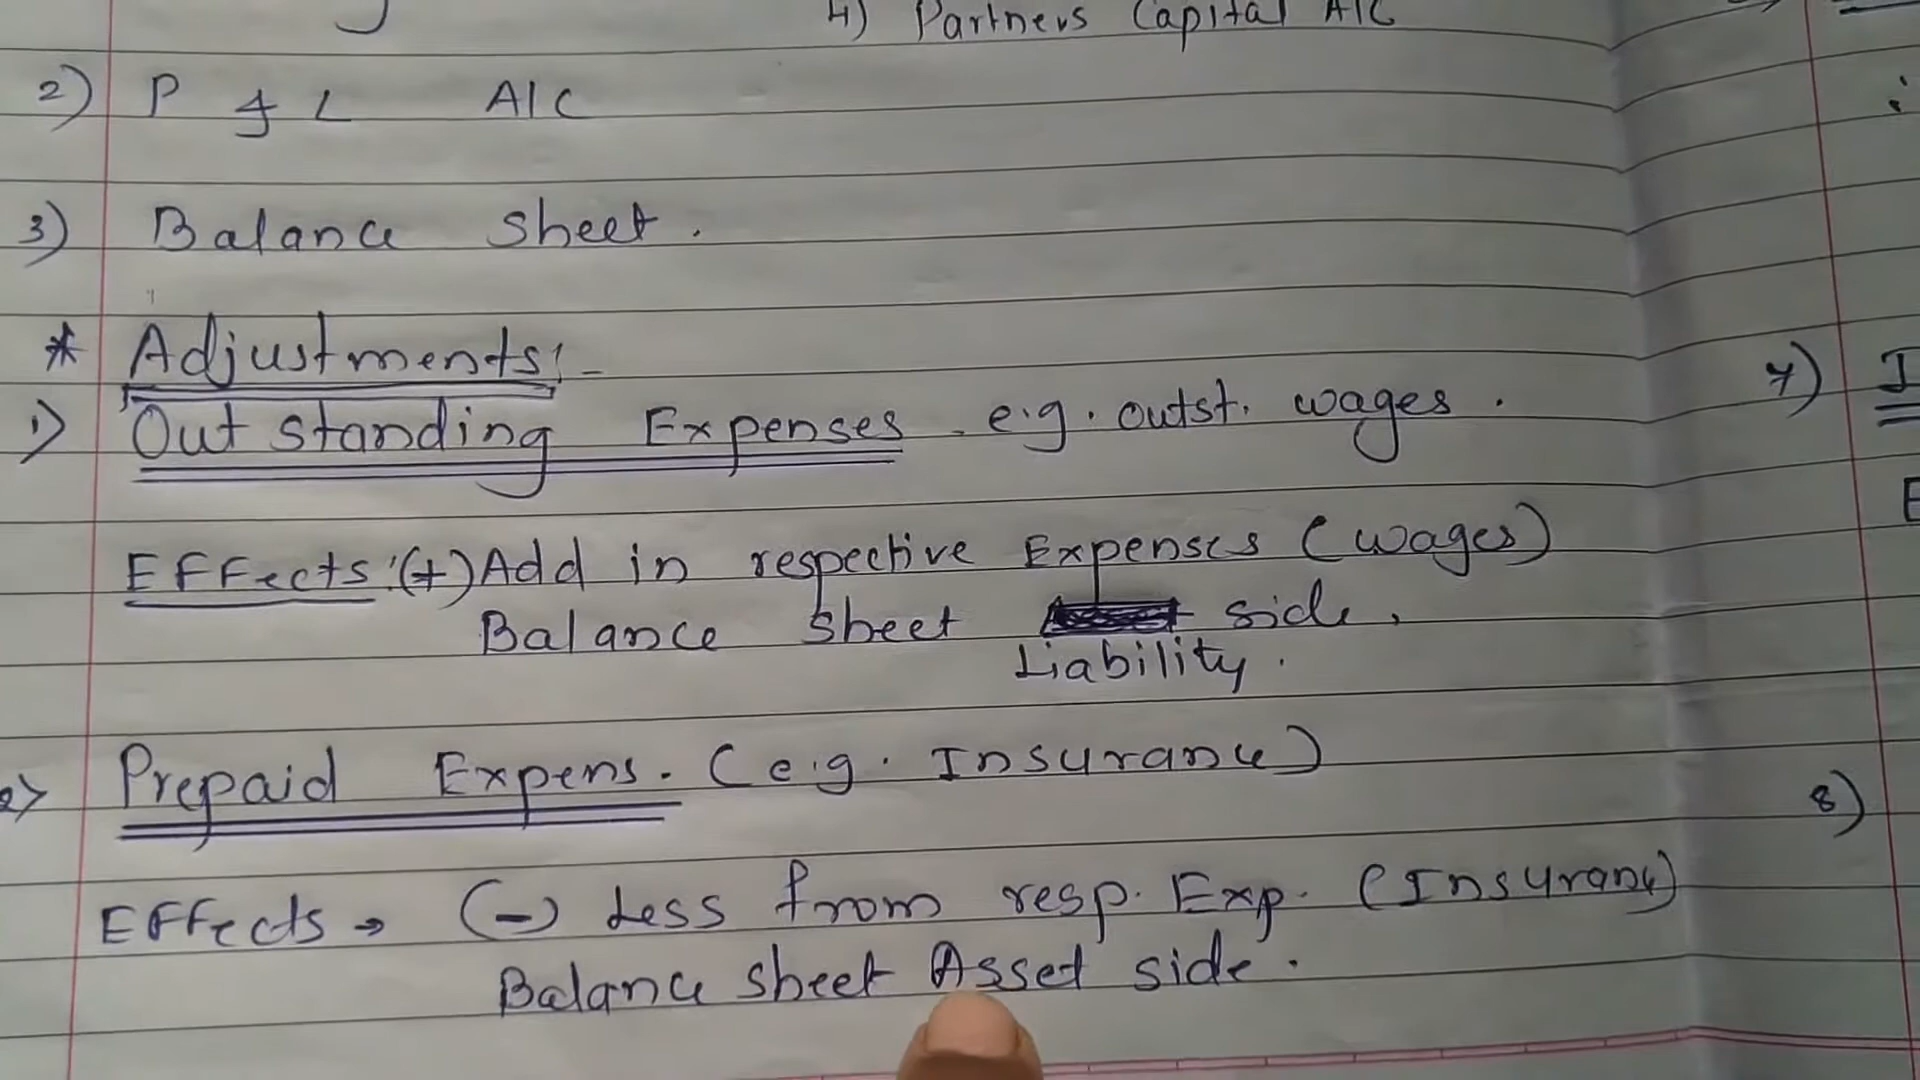 4) Partners Capital A/C
2) P & L A/C
3) Balance sheet.
* Adjustments:-
1) Out standing Expenses e.g. outst. wages.
Effects:(+) Add in respective Expenses (wages)
Balance sheet side.
Liability.
2) Prepaid Expens. (e.g. Insurance)
Effects → (-) Less from resp. Exp. (Insurance)
Balance sheet Asset side.
7) I
E
8)